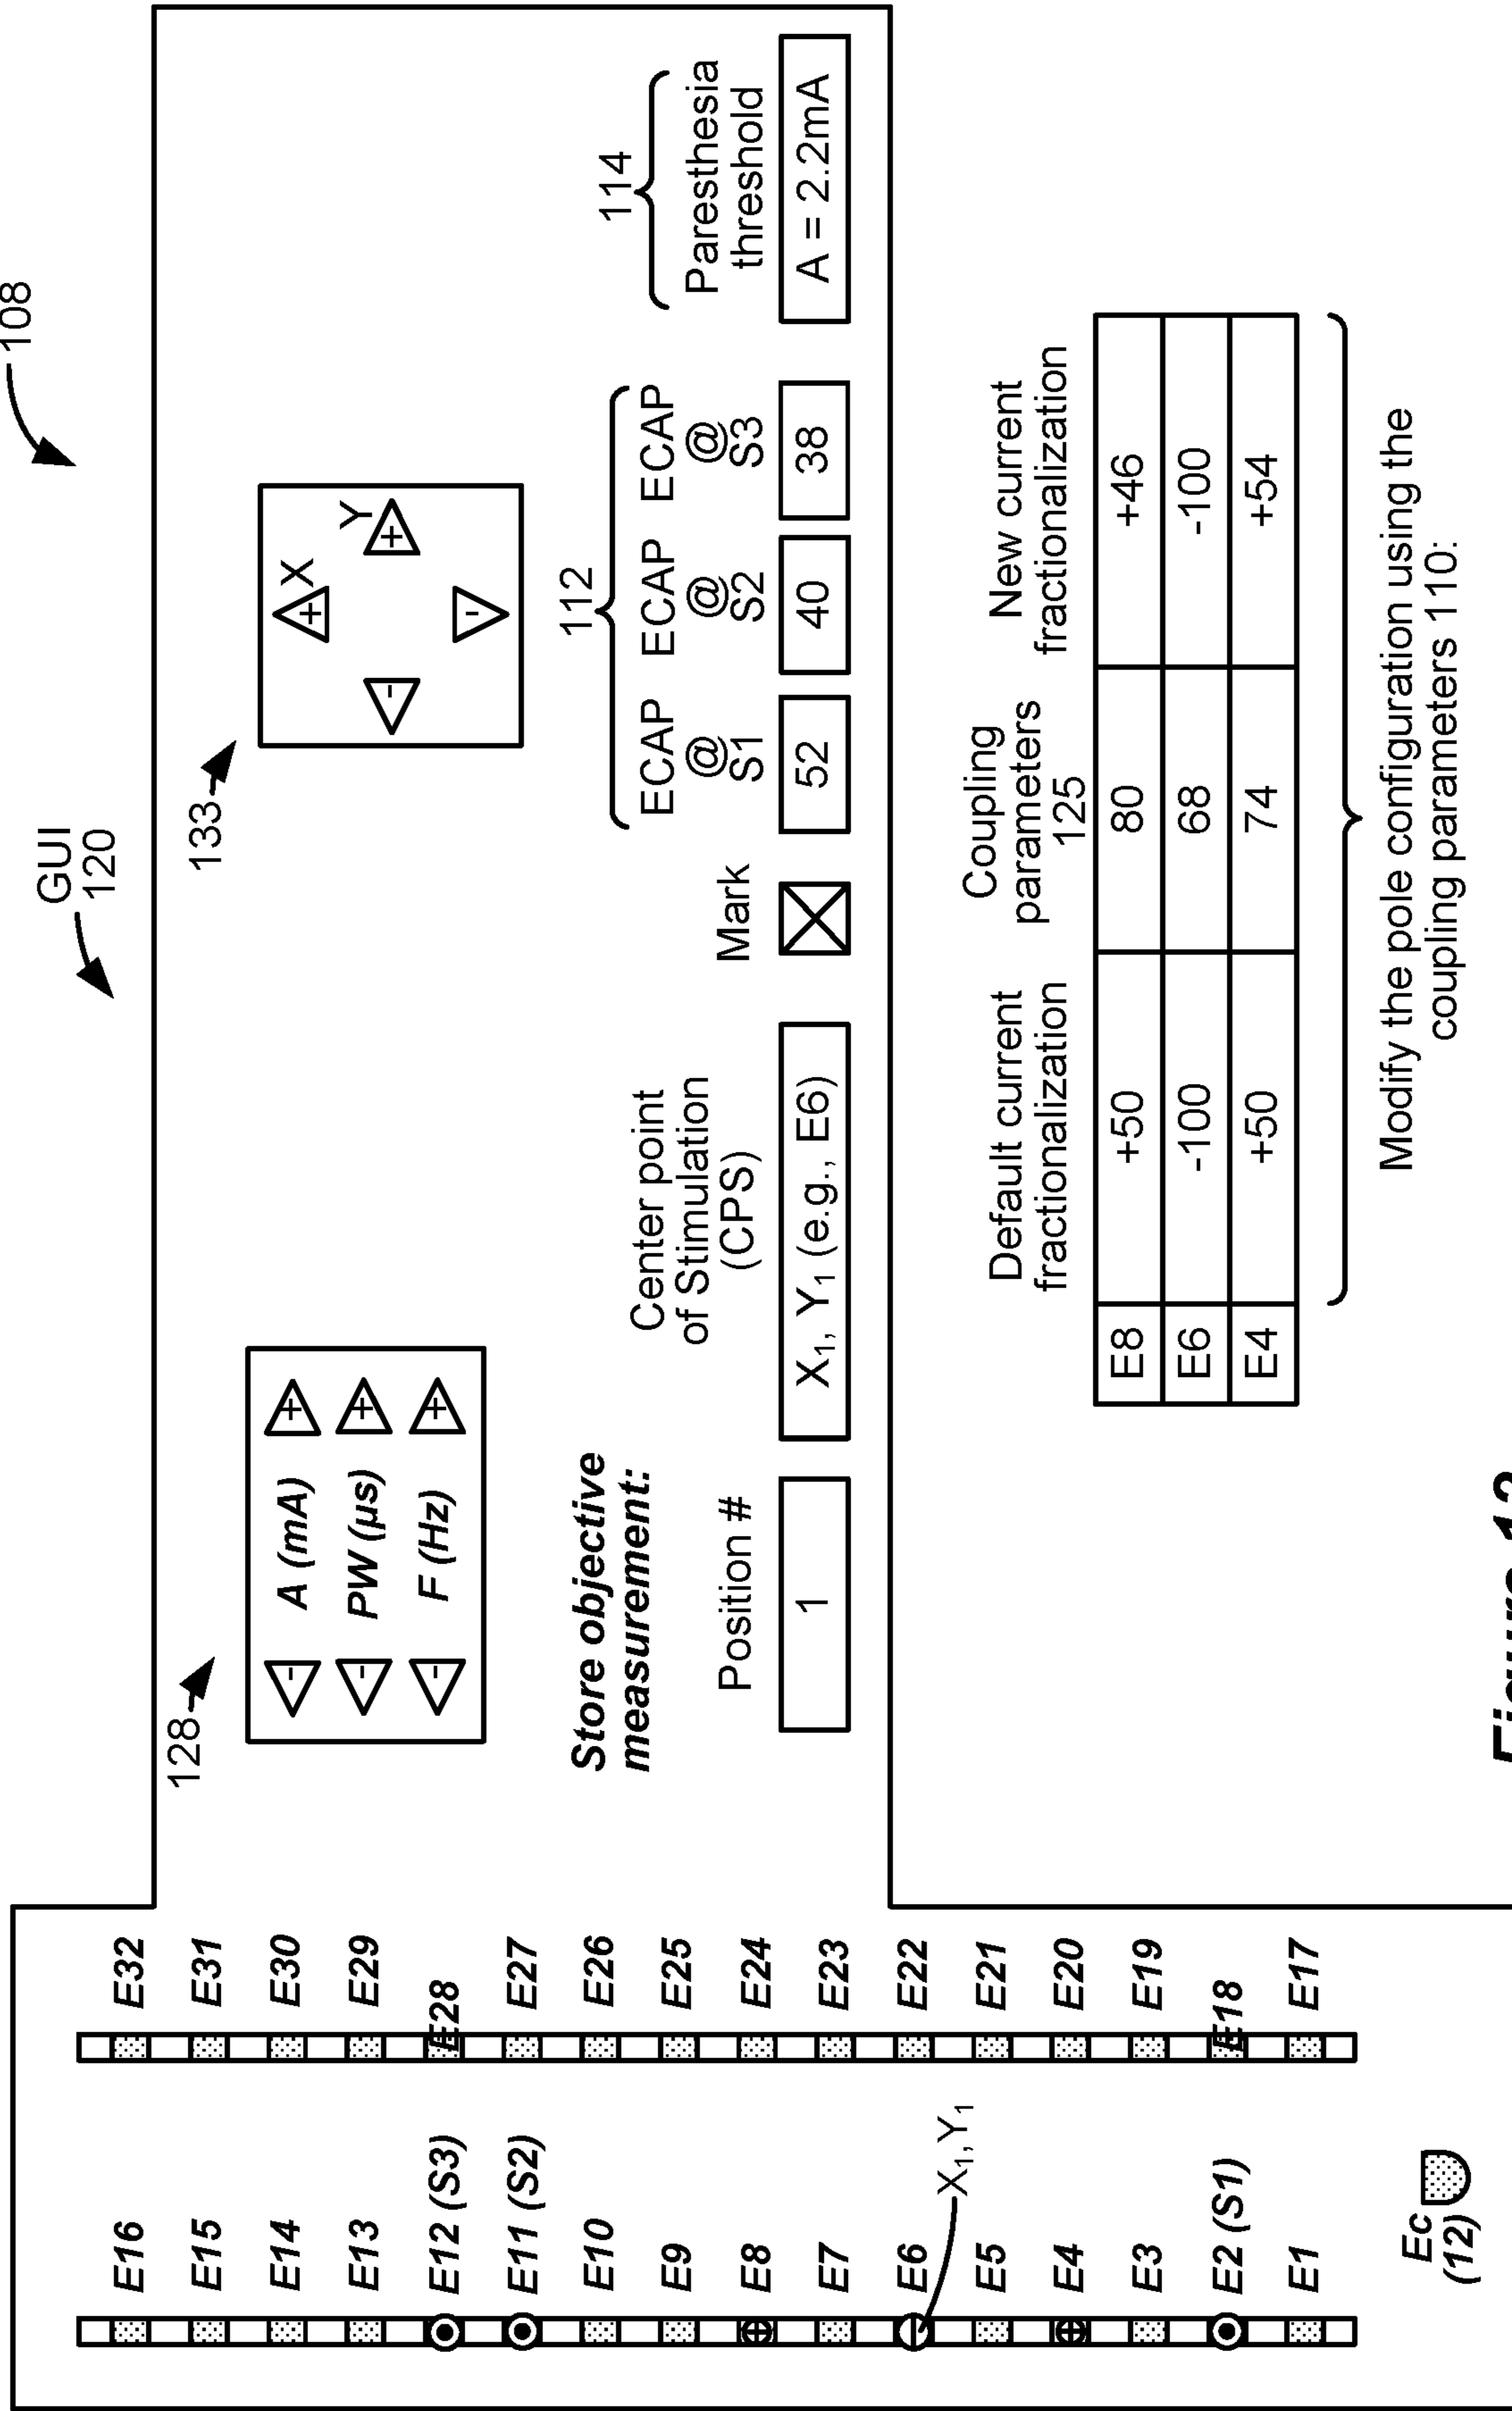 108
GUI
120
E16
E15
E14
E13
E12 (S3)
E11 (S2)
E10
E9
E8
E7
E6
E5
E4
E3
E2 (S1)
E1
X1, Y1
Ec
(12)
E32
E31
E30
E29
E28
E27
E26
E25
E24
E23
E22
E21
E20
E19
E18
E17
128
- A (mA) +
- PW (μs) +
- F (Hz) +
133
+ X
Y
- +
-
Store objective
measurement:
Position #
1
Center point
of Stimulation
(CPS)
X1, Y1 (e.g., E6)
Mark
112
ECAP ECAP ECAP
@ @ @
S1 S2 S3
52 40 38
114
Paresthesia
threshold
A = 2.2mA
Default current
fractionalization
Coupling
parameters
125
New current
fractionalization
E8 +50 80 +46
E6 -100 68 -100
E4 +50 74 +54
Modify the pole configuration using the
coupling parameters 110: